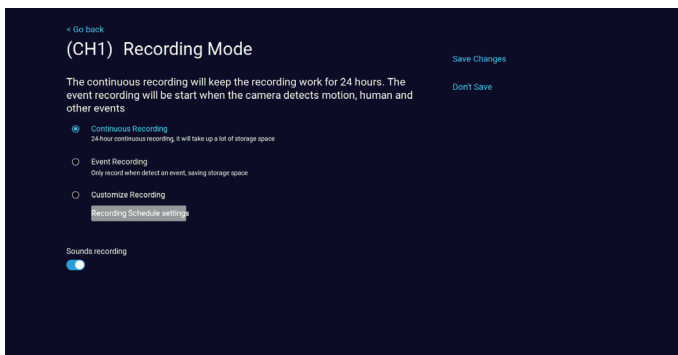 < Go back
(CH1) Recording Mode
Save Changes
The continuous recording will keep the recording work for 24 hours. The
event recording will be start when the camera detects motion, human and
other events
Don't Save
Continuous Recording
24-hour continuous recording, it will take up a lot of storage space
Event Recording
Only record when detect an event, saving storage space
Customize Recording
Recording Schedule settings
Sounds recording